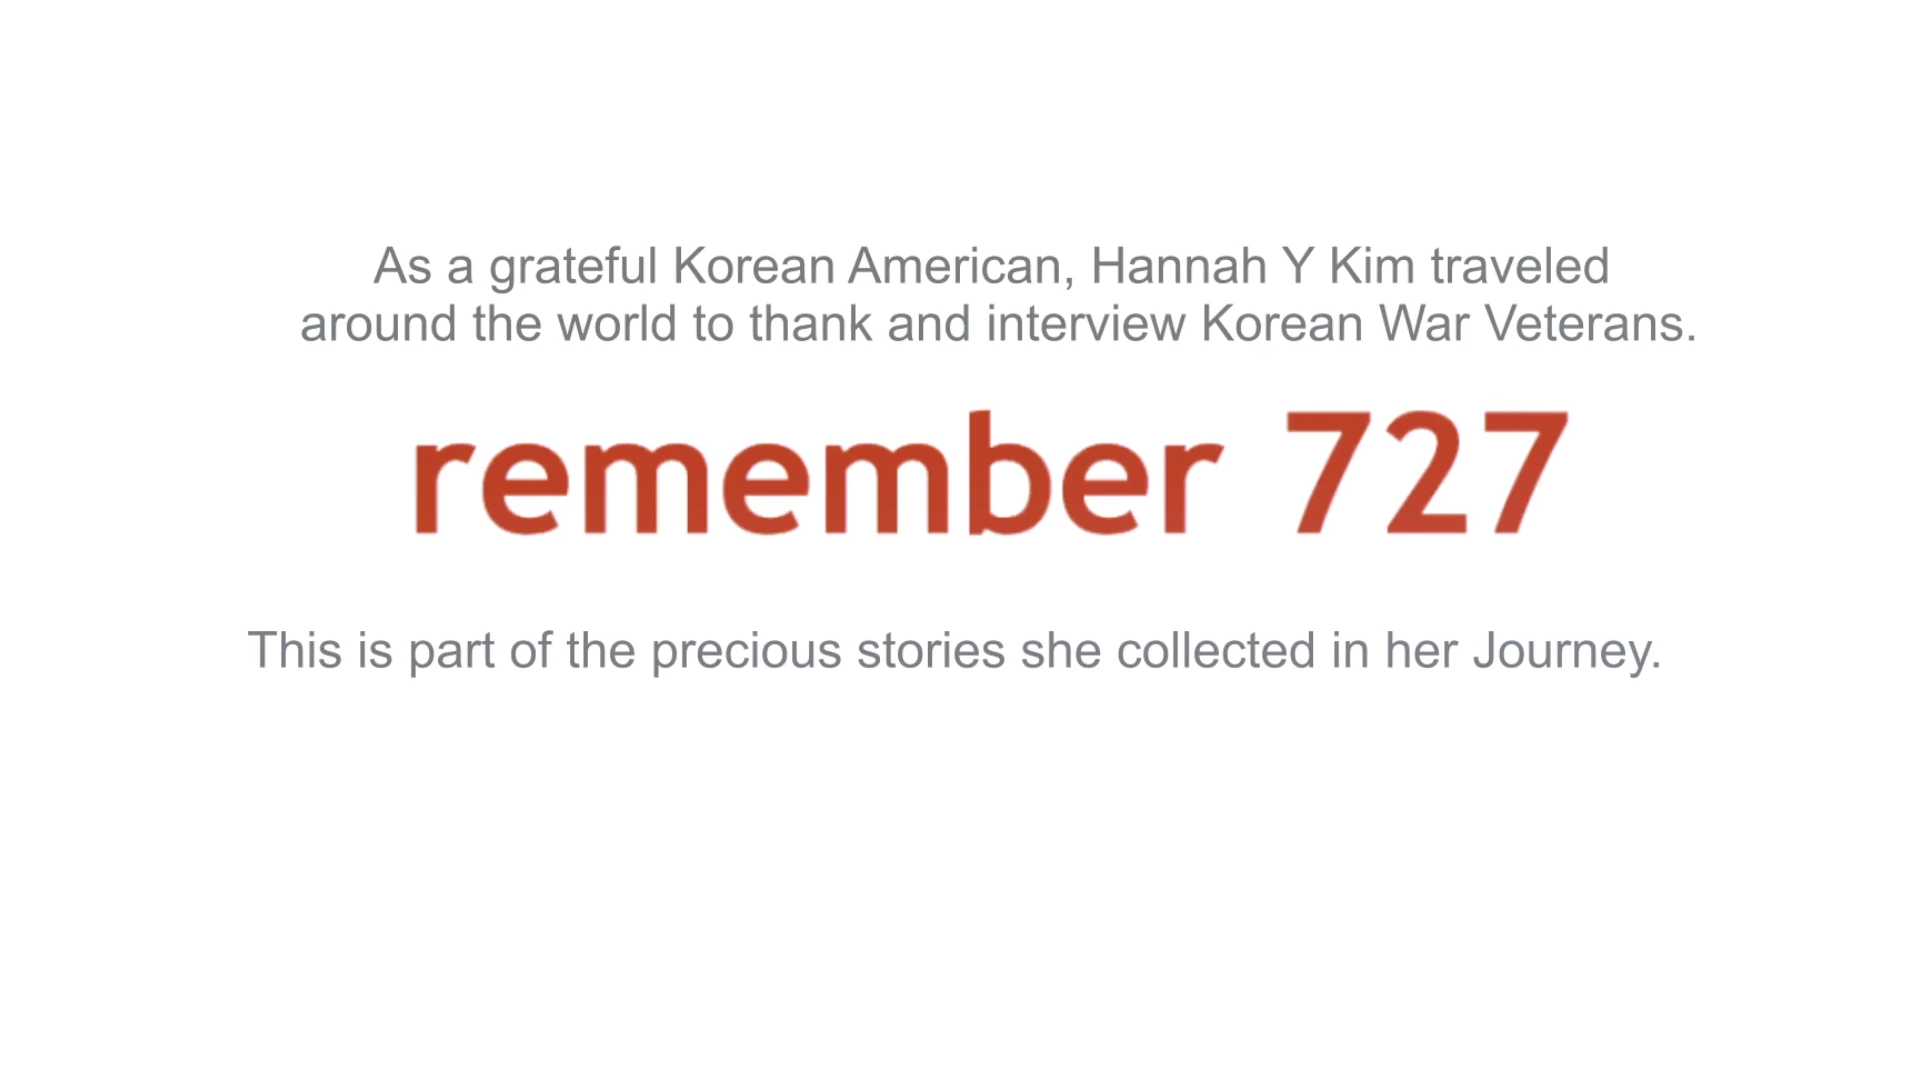 As a grateful Korean American, Hannah Y Kim traveled
around the world to thank and interview Korean War Veterans.
remember 727
This is part of the precious stories she collected in her Journey.